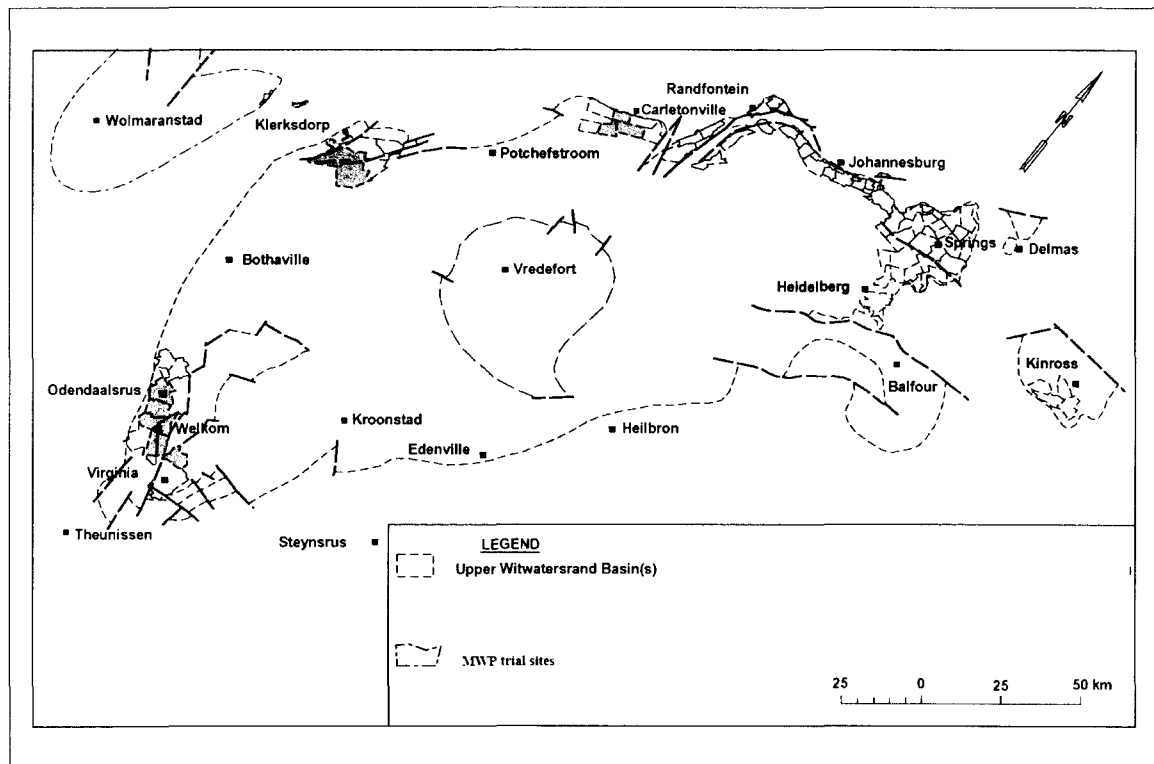 Randfontein
Carletonville
Wolmaranstad
Klerksdorp
Potchefstroom
Johannesburg
N
Springs
Delmas
Bothaville
Vredefort
Heidelberg
Kinross
Balfour
Odendaalsrus
Welkom
Kroonstad
Heilbron
Edenville
Virginia
Theunissen
Steynsrus
LEGEND
Upper Witwatersrand Basin(s)
MWP trial sites
25 0 25 50 km